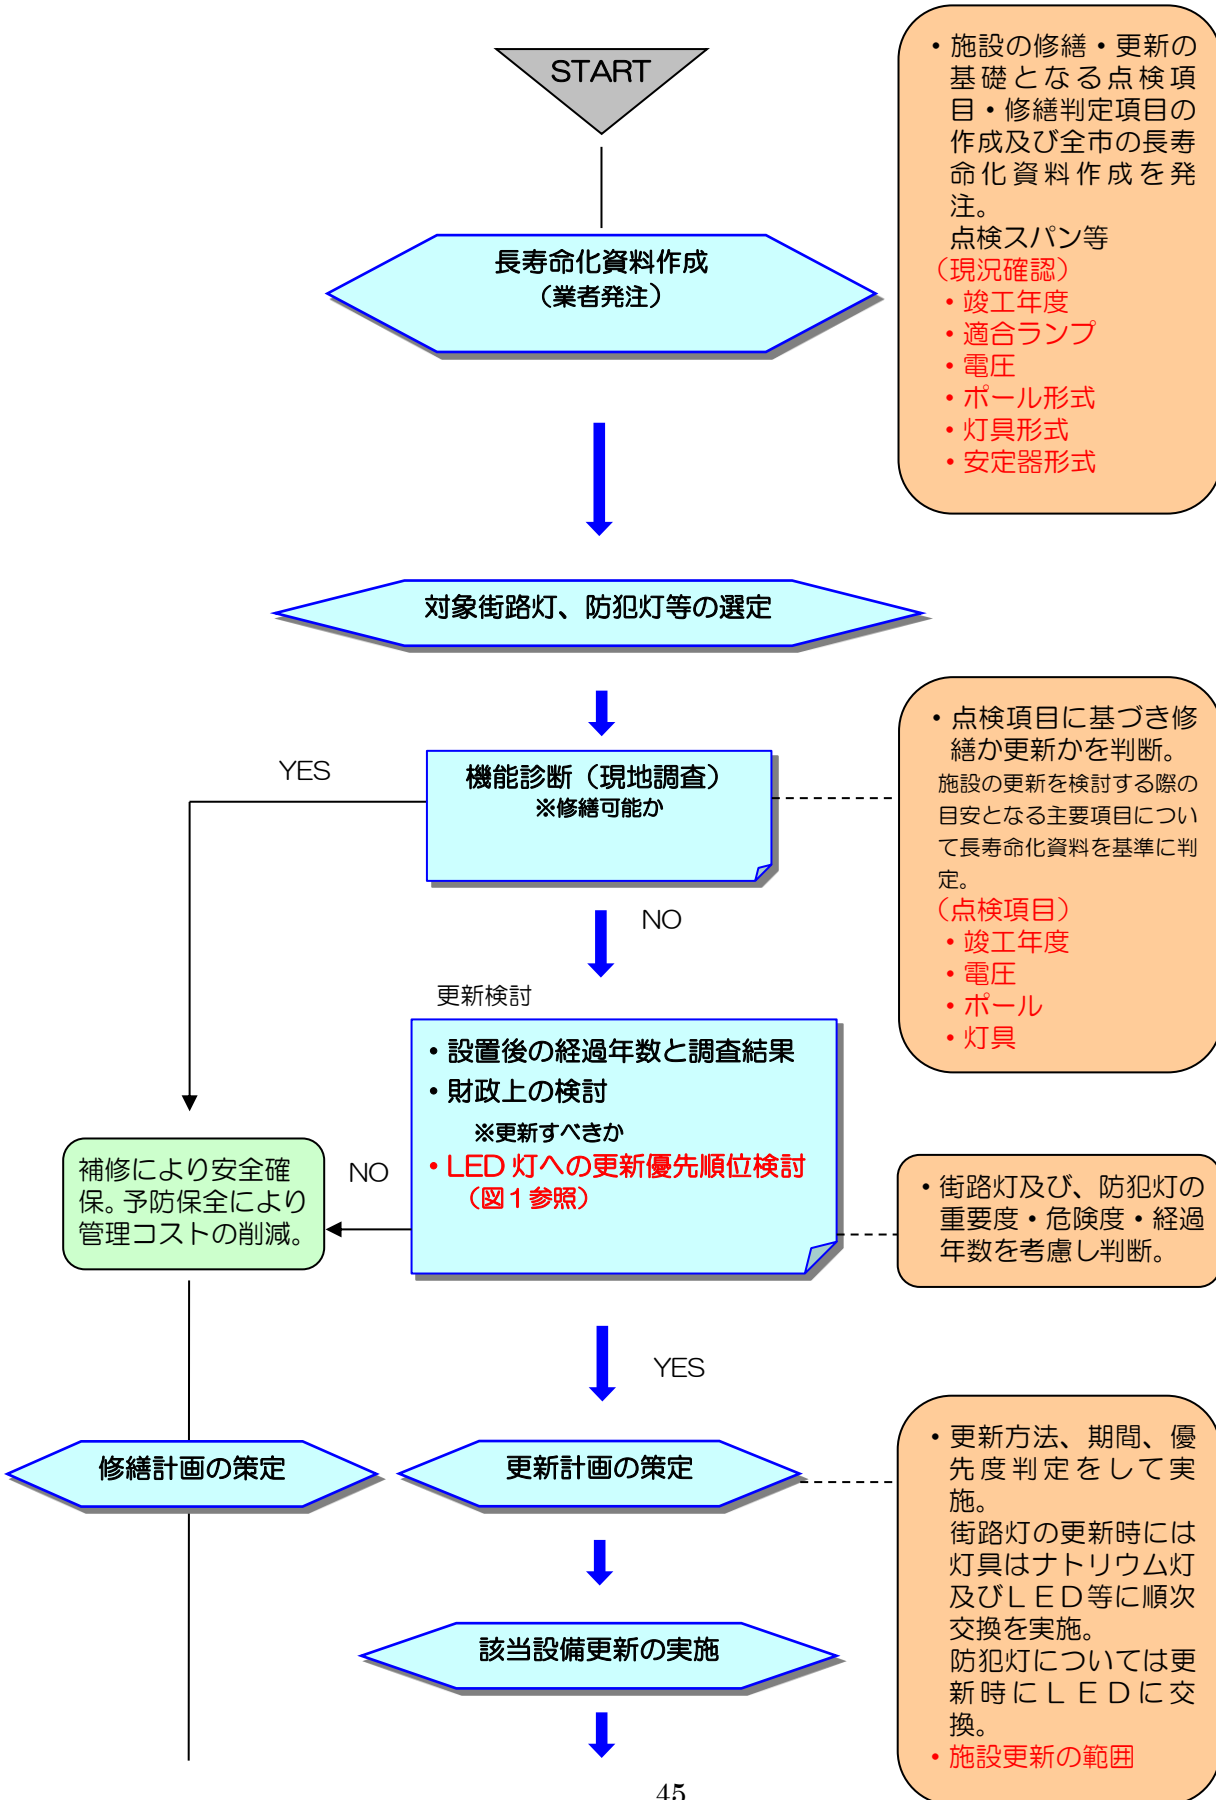 START
・施設の修繕・更新の
基礎となる点検項
目・修繕判定項目の
作成及び全市の長寿
命化資料作成を発
注。
点検スパン等
（現況確認）
・竣工年度
・適合ランプ
・電圧
・ポール形式
・灯具形式
・安定器形式
長寿命化資料作成
（業者発注）
対象街路灯、防犯灯等の選定
YES
機能診断（現地調査）
※修繕可能か
・点検項目に基づき修
繕か更新かを判断。
施設の更新を検討する際の
目安となる主要項目につい
て長寿命化資料を基準に判
定。
（点検項目）
・竣工年度
・電圧
・ポール
・灯具
NO
更新検討
・設置後の経過年数と調査結果
・財政上の検討
※更新すべきか
・LED 灯への更新優先順位検討
（図１参照）
NO
補修により安全確
保。予防保全により
管理コストの削減。
・街路灯及び、防犯灯の
重要度・危険度・経過
年数を考慮し判断。
YES
修繕計画の策定
更新計画の策定
・更新方法、期間、優
先度判定をして実
施。
街路灯の更新時には
灯具はナトリウム灯
及びＬＥＤ等に順次
交換を実施。
防犯灯については更
新時にＬＥＤに交
換。
・施設更新の範囲
該当設備更新の実施
45